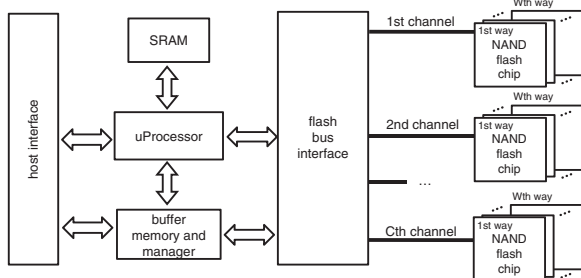 host interface
SRAM
uProcessor
buffer
memory and
manager
flash
bus
interface
1st channel
Wth way
...
1st way
NAND
flash
chip
...
2nd channel
Wth way
...
1st way
NAND
flash
chip
...
...
Cth channel
Wth way
...
1st way
NAND
flash
chip
...